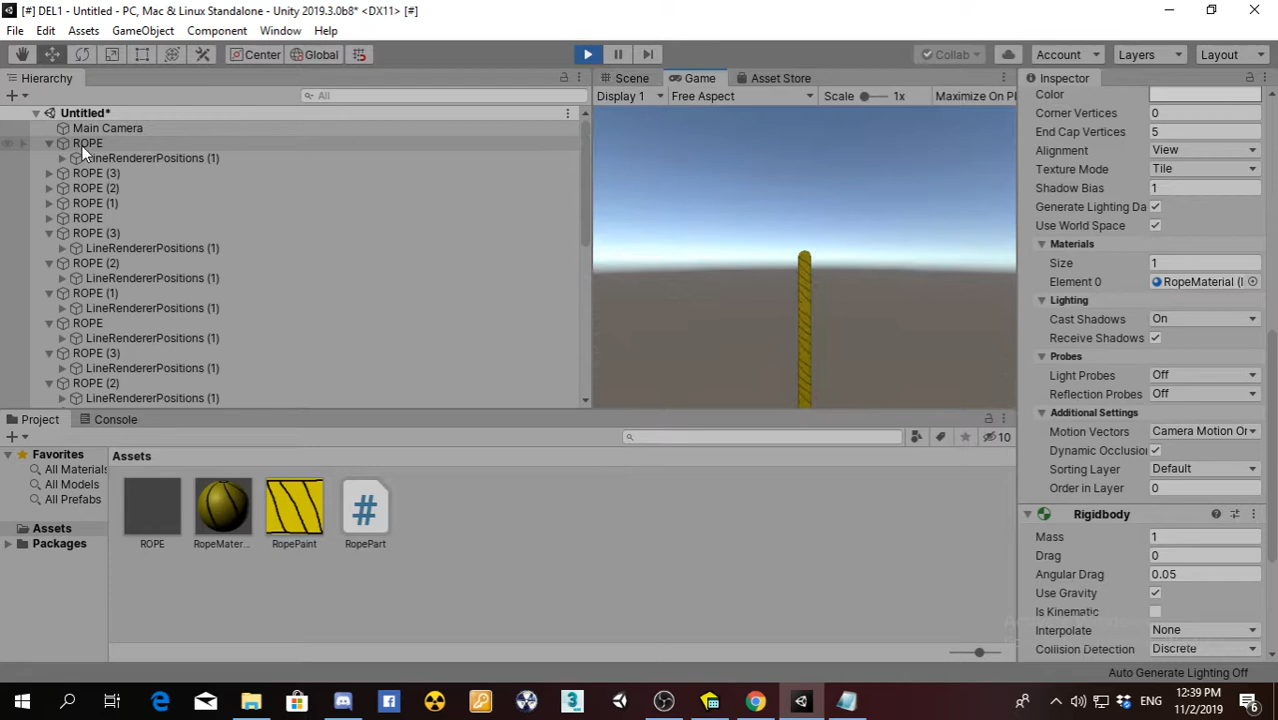 [#] DEL1 - Untitled - PC, Mac & Linux Standalone - Unity 2019.3.0b8* <DX11> [#]
File Edit Assets GameObject Component Window Help
Center Global Collab Account Layers Layout
Hierarchy
All
Untitled*
Main Camera
ROPE
LineRendererPositions (1)
ROPE (3)
ROPE (2)
ROPE (1)
ROPE
ROPE (3)
LineRendererPositions (1)
ROPE (2)
LineRendererPositions (1)
ROPE (1)
LineRendererPositions (1)
ROPE
LineRendererPositions (1)
ROPE (3)
LineRendererPositions (1)
ROPE (2)
LineRendererPositions (1)
Scene Game Asset Store
Display 1 Free Aspect Scale 1x Maximize On Pl
Inspector
Color
Corner Vertices 0
End Cap Vertices 5
Alignment View
Texture Mode Tile
Shadow Bias 1
Generate Lighting Da
Use World Space
Materials
Size 1
Element 0 RopeMaterial (I
Lighting
Cast Shadows On
Receive Shadows
Probes
Light Probes Off
Reflection Probes Off
Additional Settings
Motion Vectors Camera Motion Or
Dynamic Occlusior
Sorting Layer Default
Order in Layer 0
Rigidbody
Mass 1
Drag 0
Angular Drag 0.05
Use Gravity
Is Kinematic
Interpolate None
Collision Detection Discrete
Project Console
10
Favorites
All Materials
All Models
All Prefabs
Assets
Packages
Assets
ROPE RopeMater... RopePaint RopePart
Auto Generate Lighting Off
ENG
12:39 PM
11/2/2019
6